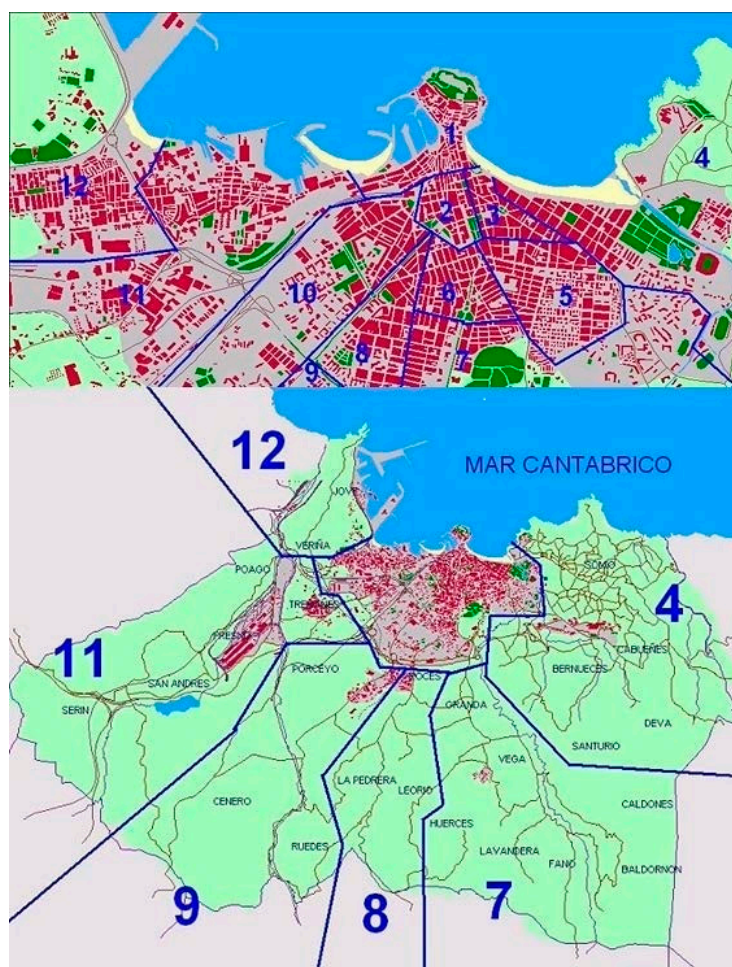 1
4
12
2
3
11
10
5
6
8
9
7
12
MAR CANTABRICO
JOVE
VERIÑA
SOMIO
POAGO
TREMAÑES
4
FRESNO
CABUEÑES
11
PORCEYO
BERNUECES
ROCES
SAN ANDRES
GRANDA
SERIN
DEVA
SANTURIO
VEGA
LA PEDRERA
LEORIO
CENERO
CALDONES
HUERCES
RUEDES
LAVANDERA
FANO
BALDORNON
9
8
7